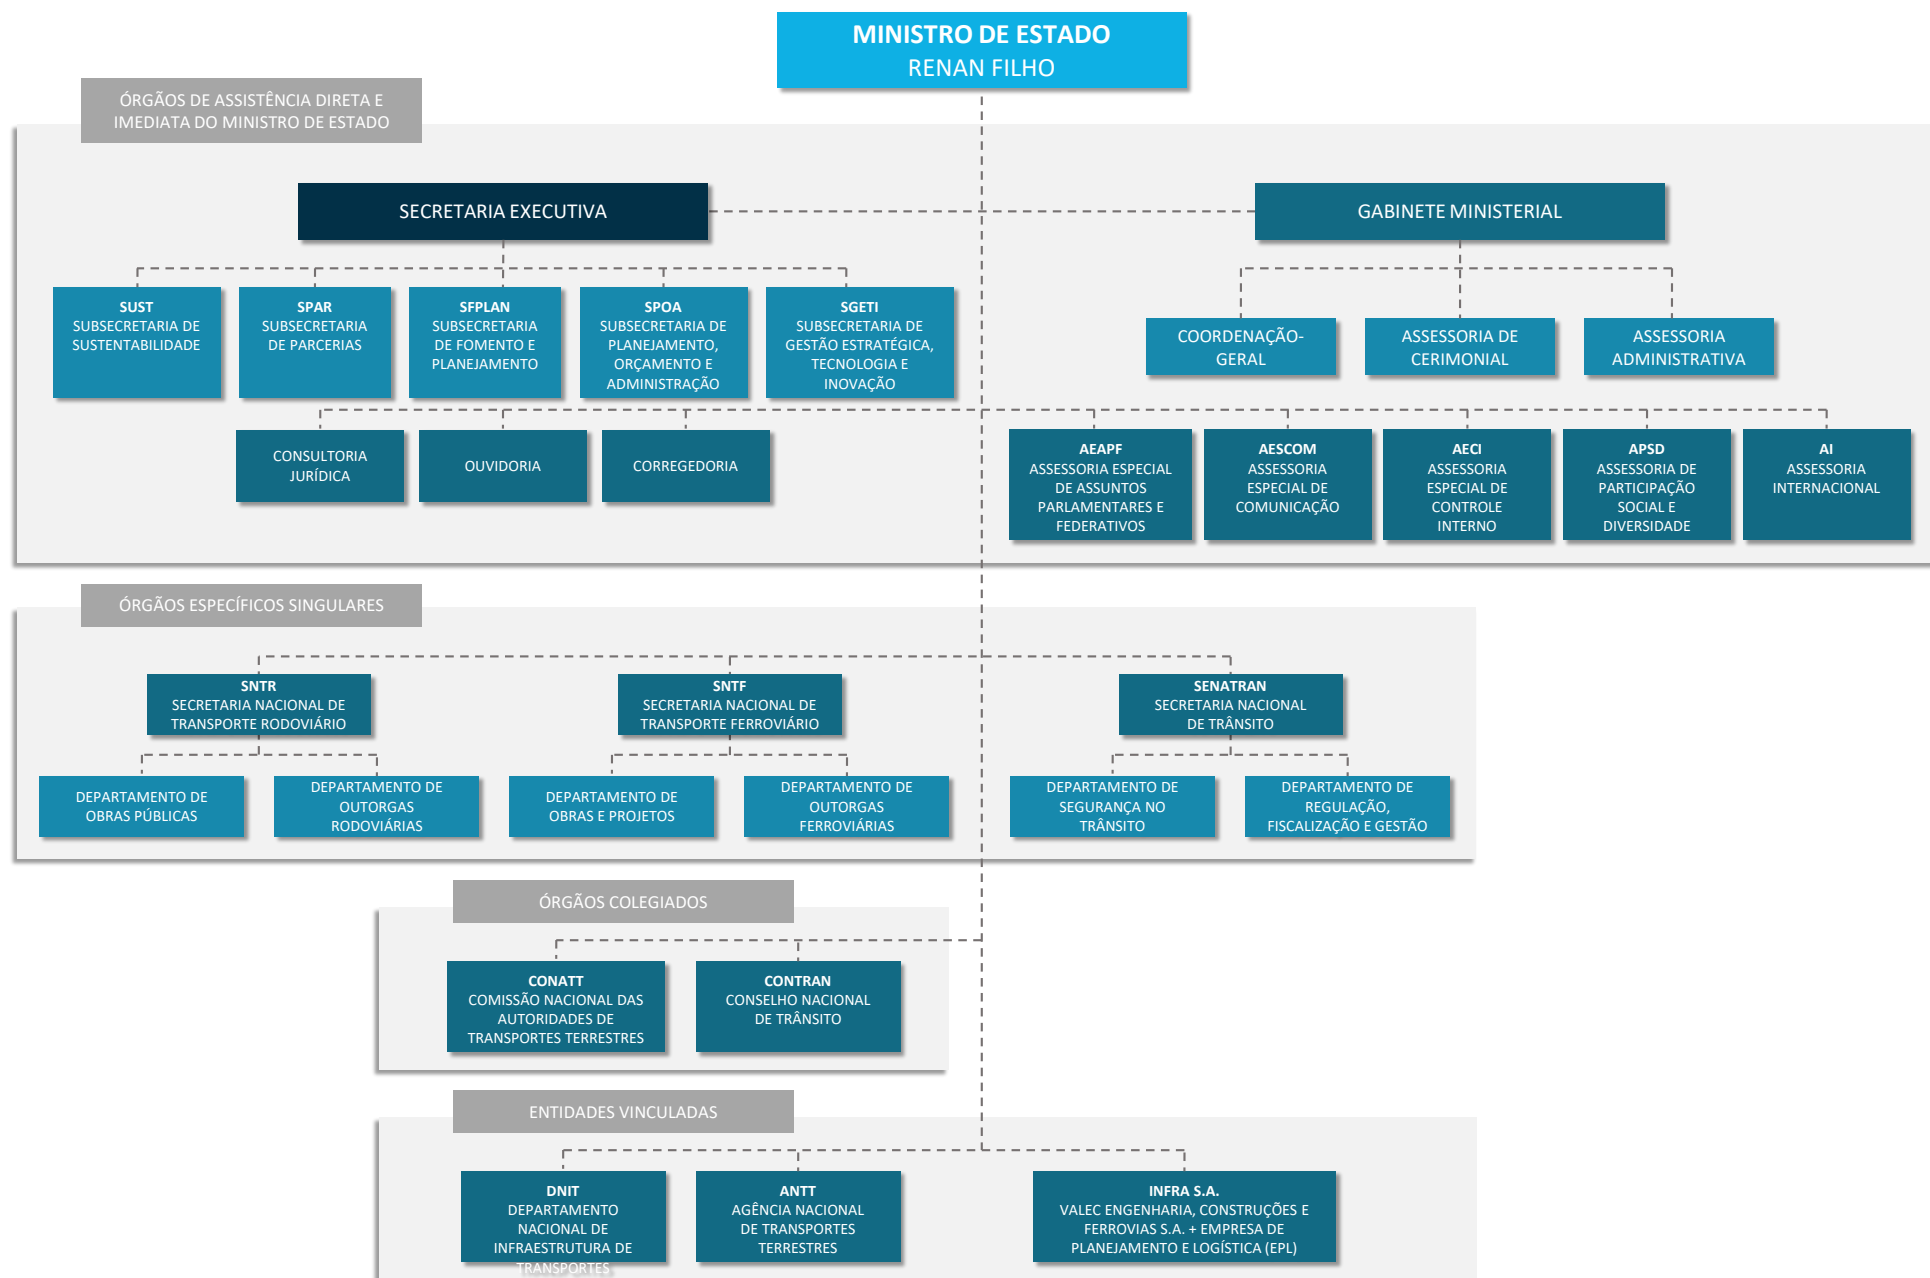 MINISTRO DE ESTADO
RENAN FILHO
ÓRGÃOS DE ASSISTÊNCIA DIRETA E
IMEDIATA DO MINISTRO DE ESTADO
SECRETARIA EXECUTIVA
GABINETE MINISTERIAL
SUST
SUBSECRETARIA DE
SUSTENTABILIDADE
SPAR
SUBSECRETARIA
DE PARCERIAS
SFPLAN
SUBSECRETARIA
DE FOMENTO E
PLANEJAMENTO
SPOA
SUBSECRETARIA DE
PLANEJAMENTO,
ORÇAMENTO E
ADMINISTRAÇÃO
SGETI
SUBSECRETARIA DE
GESTÃO ESTRATÉGICA,
TECNOLOGIA E
INOVAÇÃO
COORDENAÇÃO-
GERAL
ASSESSORIA DE
CERIMONIAL
ASSESSORIA
ADMINISTRATIVA
CONSULTORIA
JURÍDICA
OUVIDORIA
CORREGEDORIA
AEAPF
ASSESSORIA ESPECIAL
DE ASSUNTOS
PARLAMENTARES E
FEDERATIVOS
AESCOM
ASSESSORIA
ESPECIAL DE
COMUNICAÇÃO
AECI
ASSESSORIA
ESPECIAL DE
CONTROLE
INTERNO
APSD
ASSESSORIA DE
PARTICIPAÇÃO
SOCIAL E
DIVERSIDADE
AI
ASSESSORIA
INTERNACIONAL
ÓRGÃOS ESPECÍFICOS SINGULARES
SNTR
SECRETARIA NACIONAL DE
TRANSPORTE RODOVIÁRIO
SNTF
SECRETARIA NACIONAL DE
TRANSPORTE FERROVIÁRIO
SENATRAN
SECRETARIA NACIONAL
DE TRÂNSITO
DEPARTAMENTO DE
OBRAS PÚBLICAS
DEPARTAMENTO DE
OUTORGAS
RODOVIÁRIAS
DEPARTAMENTO DE
OBRAS E PROJETOS
DEPARTAMENTO DE
OUTORGAS
FERROVIÁRIAS
DEPARTAMENTO DE
SEGURANÇA NO
TRÂNSITO
DEPARTAMENTO DE
REGULAÇÃO,
FISCALIZAÇÃO E GESTÃO
ÓRGÃOS COLEGIADOS
CONATT
COMISSÃO NACIONAL DAS
AUTORIDADES DE
TRANSPORTES TERRESTRES
CONTRAN
CONSELHO NACIONAL
DE TRÂNSITO
ENTIDADES VINCULADAS
DNIT
DEPARTAMENTO
NACIONAL DE
INFRAESTRUTURA DE
TRANSPORTES
ANTT
AGÊNCIA NACIONAL
DE TRANSPORTES
TERRESTRES
INFRA S.A.
VALEC ENGENHARIA, CONSTRUÇÕES E
FERROVIAS S.A. + EMPRESA DE
PLANEJAMENTO E LOGÍSTICA (EPL)